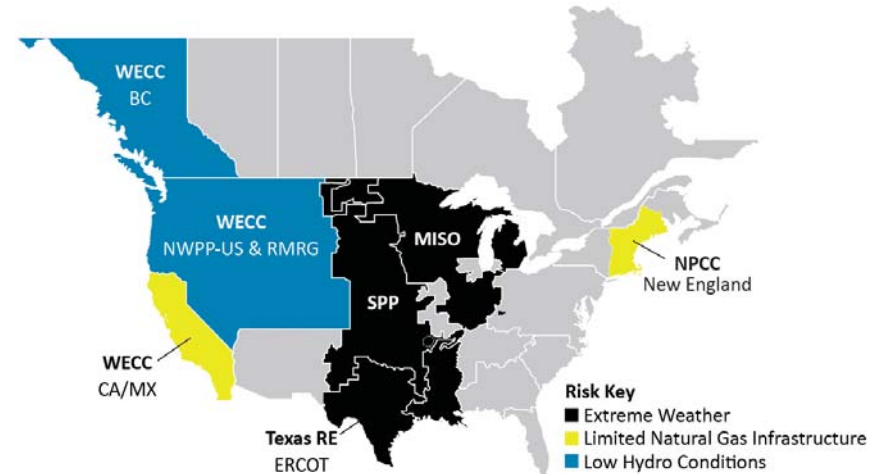 WECC
BC
WECC
NWPP-US & RMRG
MISO
SPP
NPCC
New England
WECC
CA/MX
Texas RE
ERCOT
Risk Key
Extreme Weather
Limited Natural Gas Infrastructure
Low Hydro Conditions